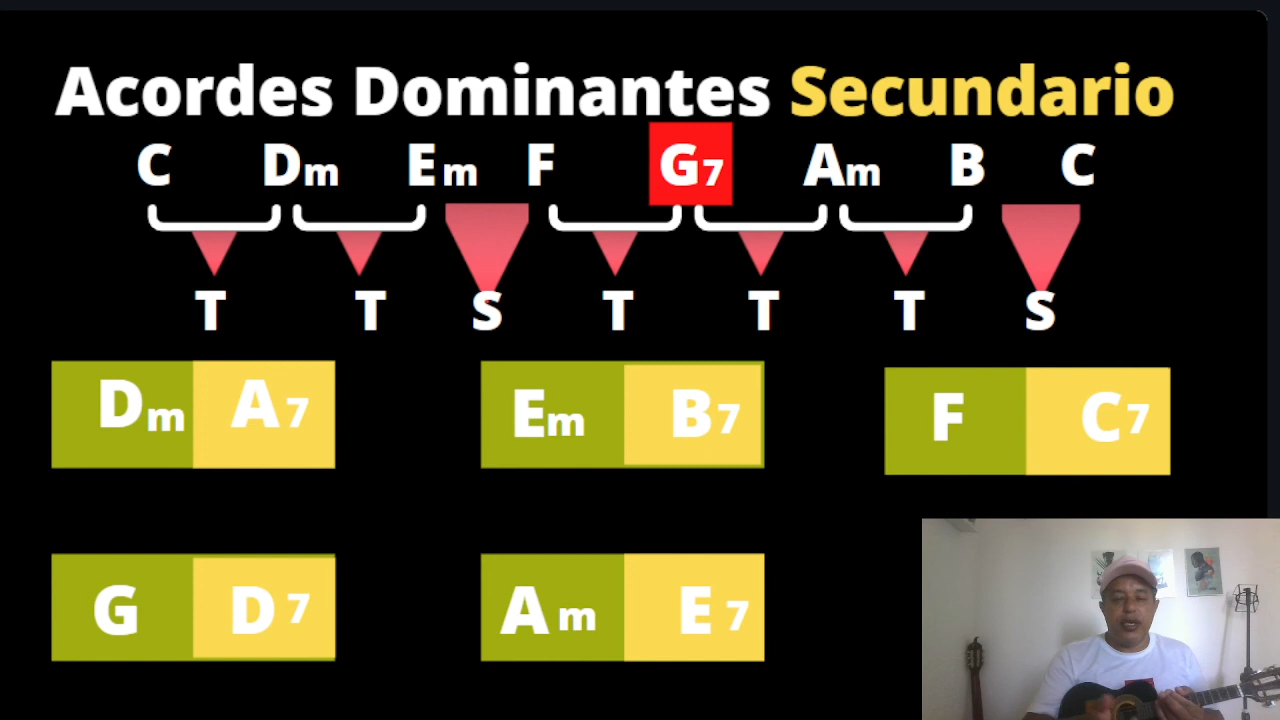 Acordes Dominantes Secundario
C Dm Em F G7 Am B C
T T S T T T S
Dm A7 Em B7 F C7
G D7 Am E7